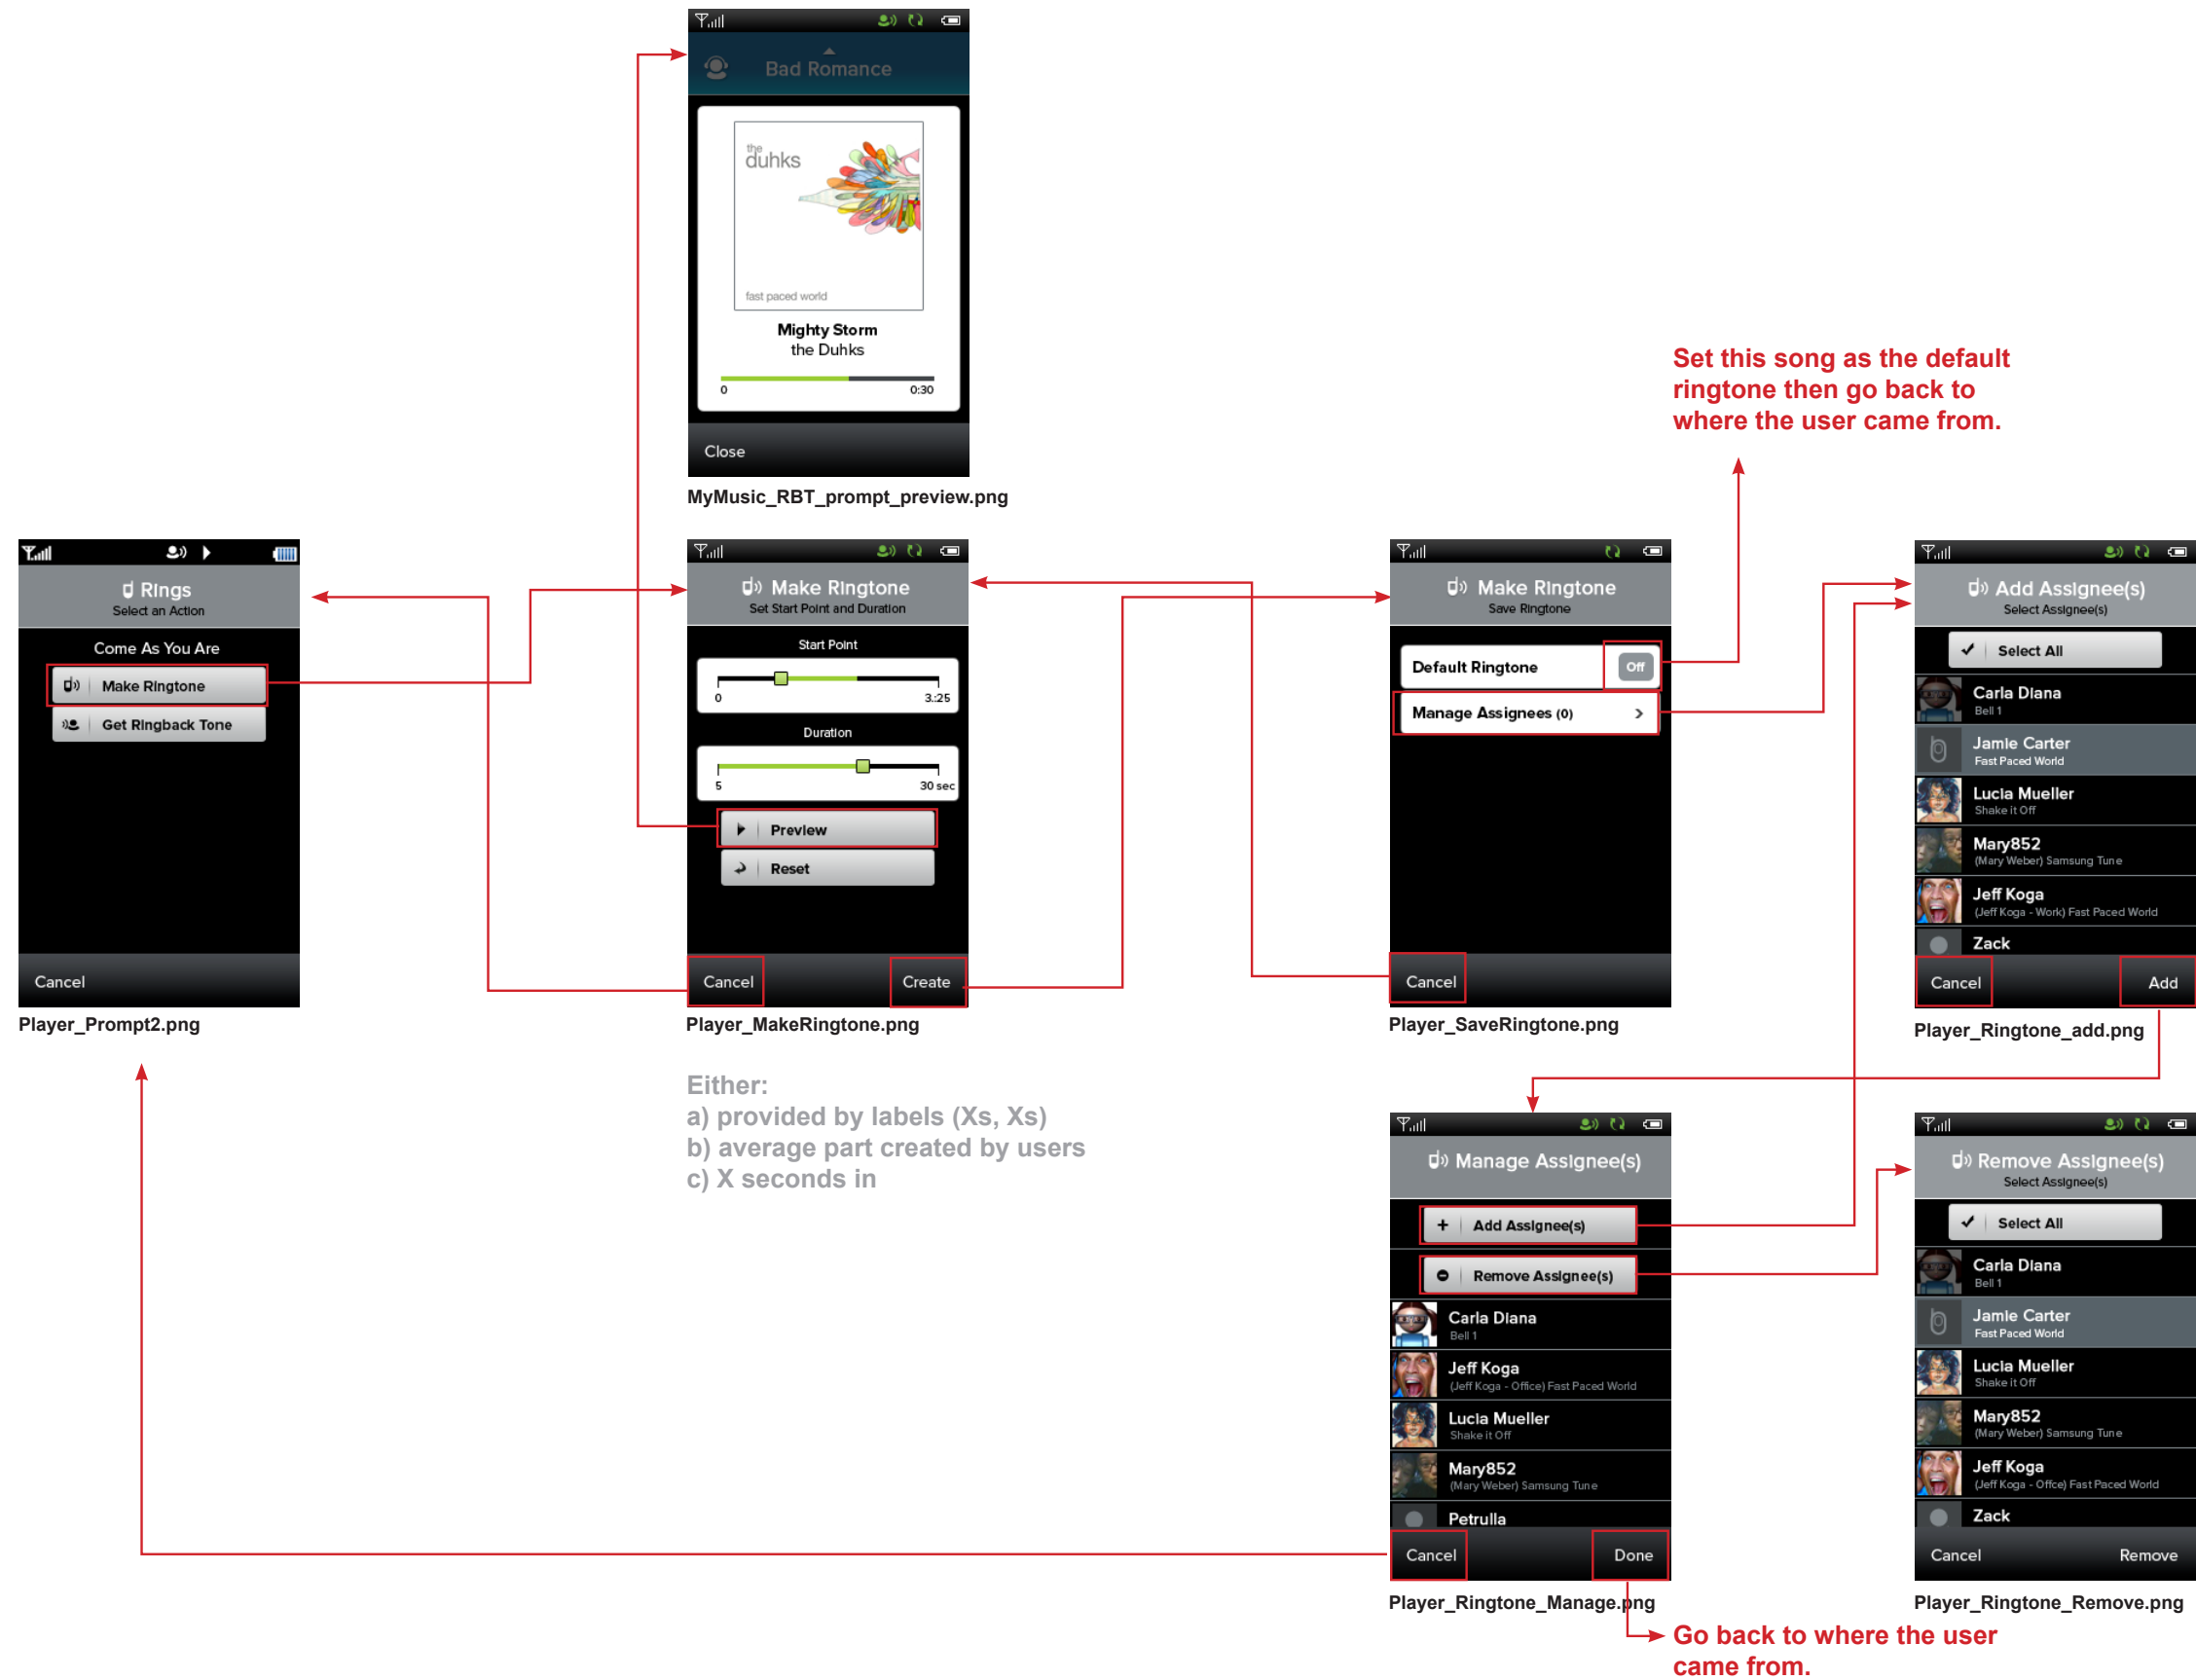 Bad Romance
the
duhks
fast paced world
Mighty Storm
the Duhks
0 0:30
Close
MyMusic_RBT_prompt_preview.png
Set this song as the default
ringtone then go back to
where the user came from.
Rings
Select an Action
Come As You Are
Make Ringtone
Get Ringback Tone
Cancel
Player_Prompt2.png
Make Ringtone
Set Start Point and Duration
Start Point
0 3.:25
Duration
5 30 sec
Preview
Reset
Cancel Create
Player_MakeRingtone.png
Either:
a) provided by labels (Xs, Xs)
b) average part created by users
c) X seconds in
Make Ringtone
Save Ringtone
Default Ringtone Off
Manage Assignees (0)
Cancel
Player_SaveRingtone.png
Add Assignee(s)
Select Assignee(s)
Select All
Carla Diana
Bell 1
Jamie Carter
Fast Paced World
Lucia Mueller
Shake it Off
Mary852
(Mary Weber) Samsung Tune
Jeff Koga
(Jeff Koga - Work) Fast Paced World
Zack
Cancel Add
Player_Ringtone_add.png
Manage Assignee(s)
Add Assignee(s)
Remove Assignee(s)
Carla Diana
Bell 1
Jeff Koga
(Jeff Koga - Office) Fast Paced World
Lucia Mueller
Shake it Off
Mary852
(Mary Weber) Samsung Tune
Petrulla
Cancel Done
Player_Ringtone_Manage.png
Go back to where the user
came from.
Remove Assignee(s)
Select Assignee(s)
Select All
Carla Diana
Bell 1
Jamie Carter
Fast Paced World
Lucia Mueller
Shake it Off
Mary852
(Mary Weber) Samsung Tune
Jeff Koga
(Jeff Koga - Offce) Fast Paced World
Zack
Cancel Remove
Player_Ringtone_Remove.png